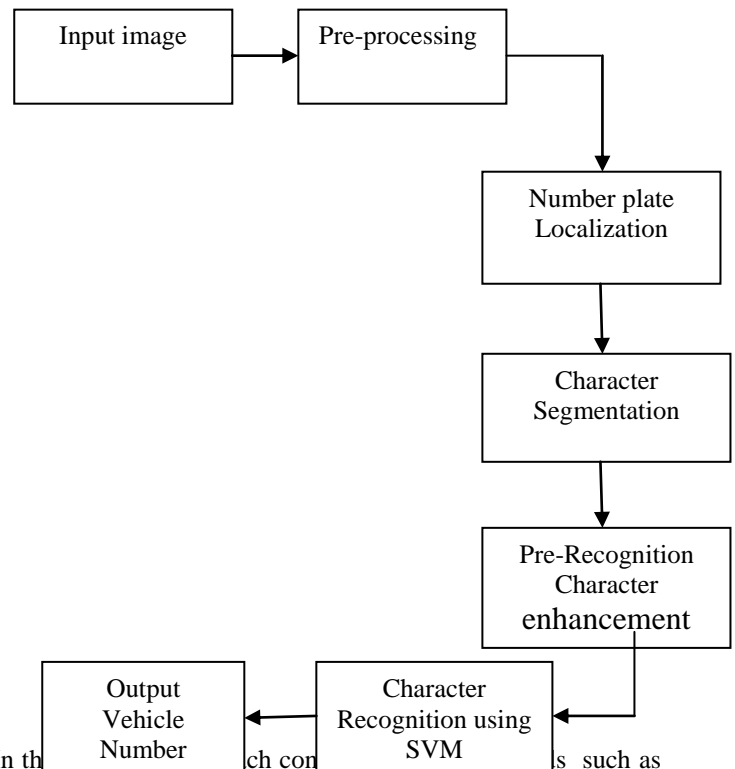 Input image
Pre-processing
Number plate
Localization
Character
Segmentation
Pre-Recognition
Character
enhancement
Output
Vehicle
Number
Character
Recognition using
SVM
such as